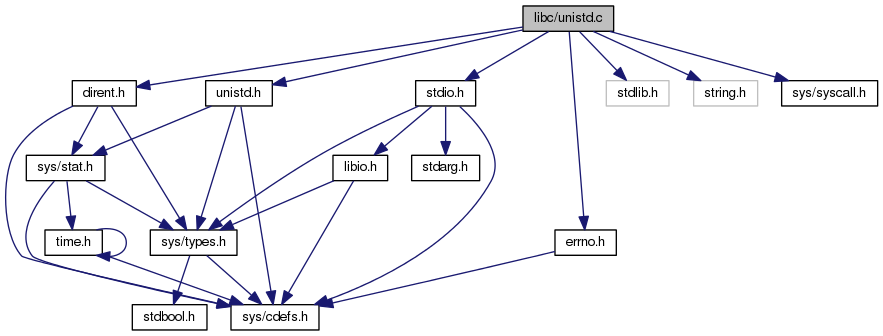 libc/unistd.c
dirent.h
unistd.h
stdio.h
stdlib.h
string.h
sys/syscall.h
sys/stat.h
libio.h
stdarg.h
time.h
sys/types.h
errno.h
stdbool.h
sys/cdefs.h